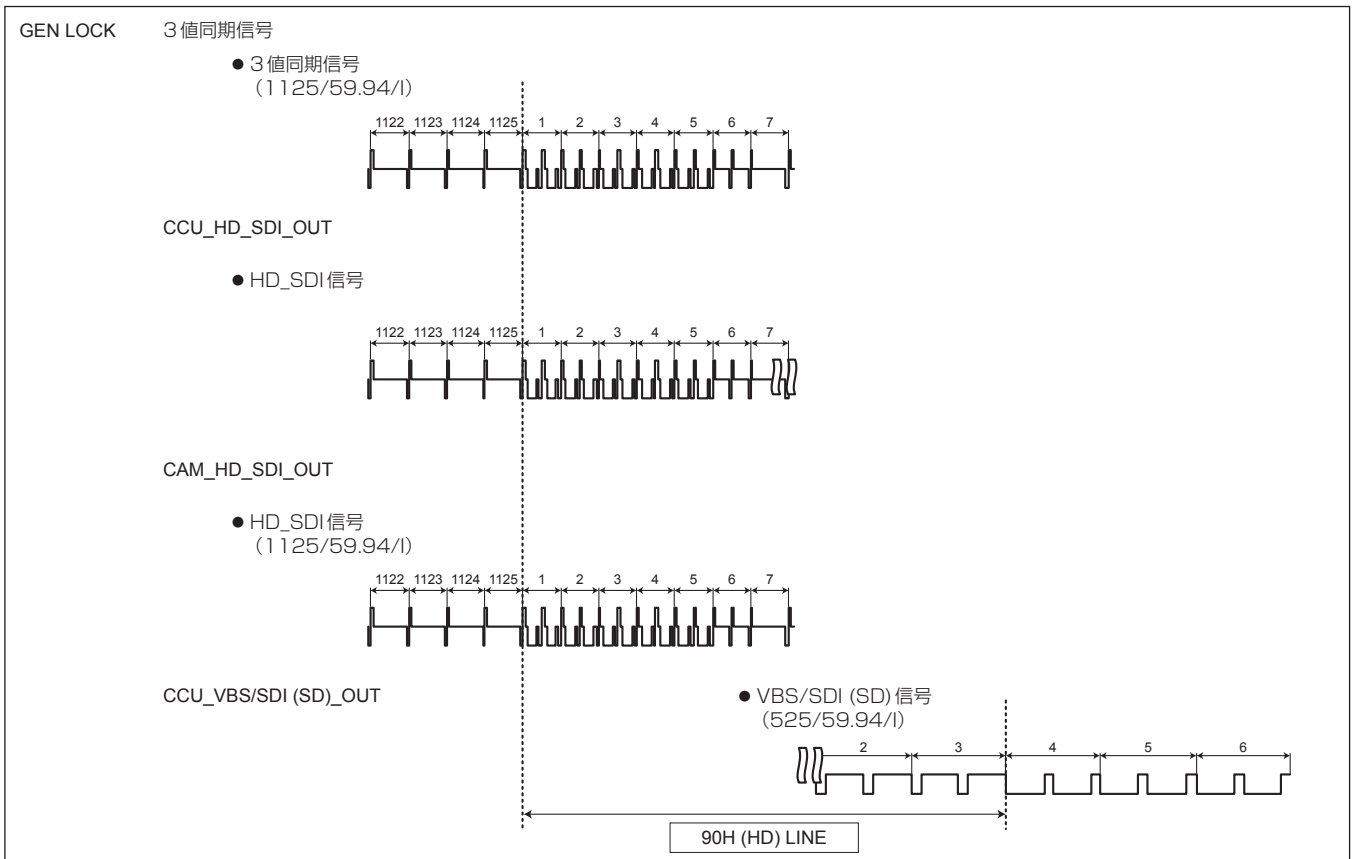 GEN LOCK 3値同期信号
● 3値同期信号
(1125/59.94/I)
1122 1123 1124 1125 1 2 3 4 5 6 7
CCU_HD_SDI_OUT
● HD_SDI信号
1122 1123 1124 1125 1 2 3 4 5 6 7
CAM_HD_SDI_OUT
● HD_SDI信号
(1125/59.94/I)
1122 1123 1124 1125 1 2 3 4 5 6 7
CCU_VBS/SDI (SD)_OUT
● VBS/SDI (SD)信号
(525/59.94/I)
2 3 4 5 6
90H (HD) LINE